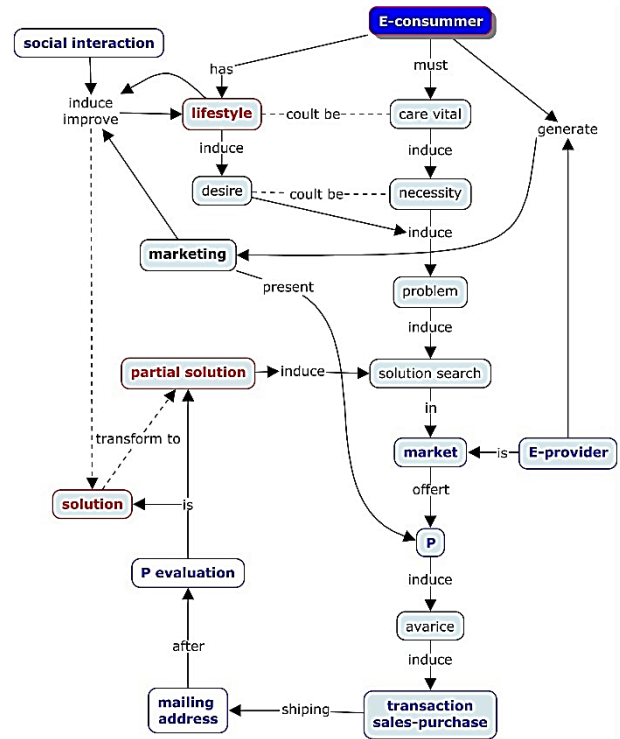 E-consummer
social interaction
has
must
induce
improve
lifestyle
coult be
care vital
generate
induce
induce
desire
coult be
necessity
induce
marketing
present
problem
induce
partial solution
induce
solution search
in
transform to
market
is
E-provider
offert
solution
is
P
P evaluation
induce
avarice
after
induce
mailing
address
shiping
transaction
sales-purchase